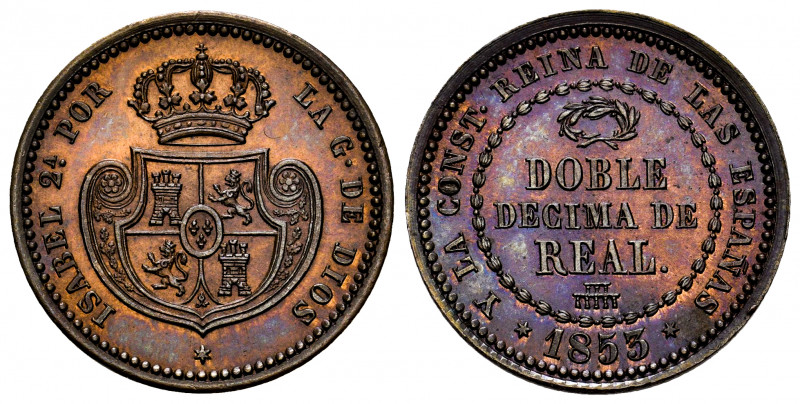 ISABEL 2ª POR LA G. DE DIOS
Y LA CONST. REINA DE LAS ESPAÑAS
DOBLE
DECIMA DE
REAL.
* 1853 *